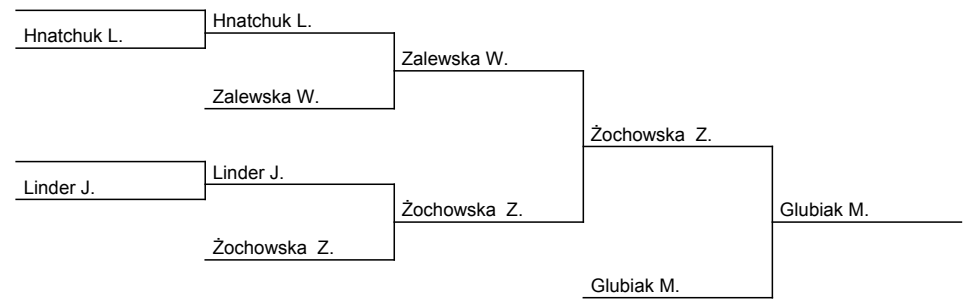 Hnatchuk L.
Hnatchuk L.
Zalewska W.
Zalewska W.
Żochowska  Z.
Linder J.
Linder J.
Żochowska  Z.
Glubiak M.
Żochowska  Z.
Glubiak M.